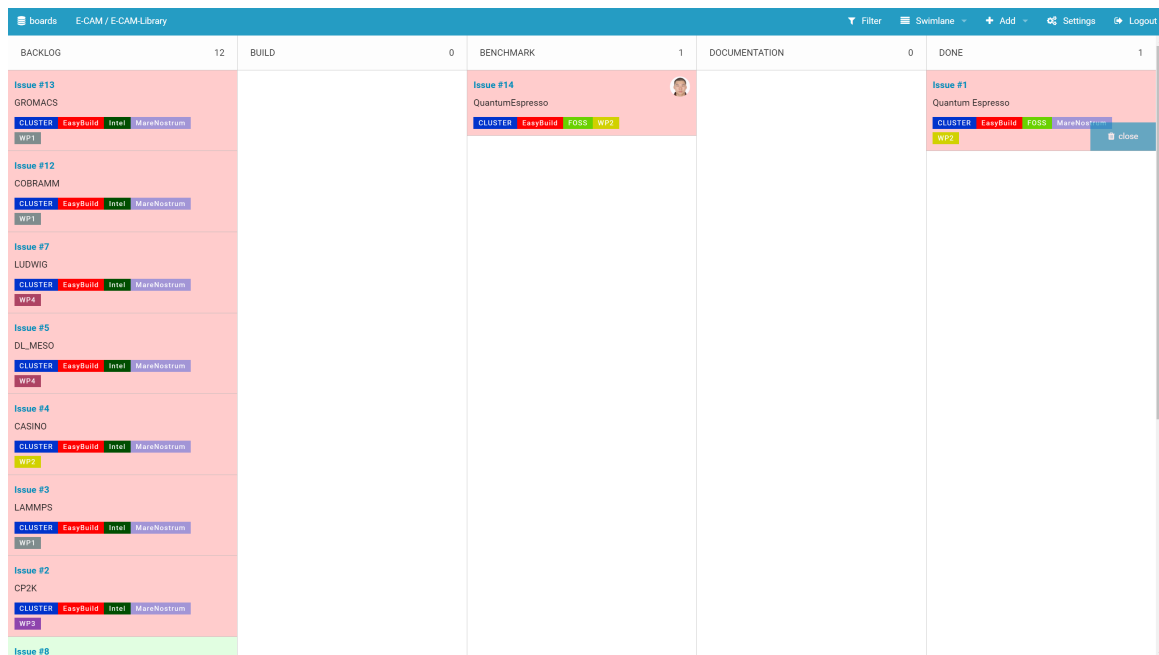 boards E-CAM / E-CAM-Library Filter Swimlane Add Settings Logout
BACKLOG 12 BUILD 0 BENCHMARK 1 DOCUMENTATION 0 DONE 1
Issue #13
GROMACS
CLUSTER EasyBuild Intel MareNostrum
WP1
Issue #12
COBRAMM
CLUSTER EasyBuild Intel MareNostrum
WP1
Issue #7
LUDWIG
CLUSTER EasyBuild Intel MareNostrum
WP4
Issue #5
DL_MESO
CLUSTER EasyBuild Intel MareNostrum
WP4
Issue #4
CASINO
CLUSTER EasyBuild Intel MareNostrum
WP2
Issue #3
LAMMPS
CLUSTER EasyBuild Intel MareNostrum
WP1
Issue #2
CP2K
CLUSTER EasyBuild Intel MareNostrum
WP3
Issue #8
Issue #14
QuantumEspresso
CLUSTER EasyBuild FOSS WP2
Issue #1
Quantum Espresso
CLUSTER EasyBuild FOSS MareNostrum
WP2
close